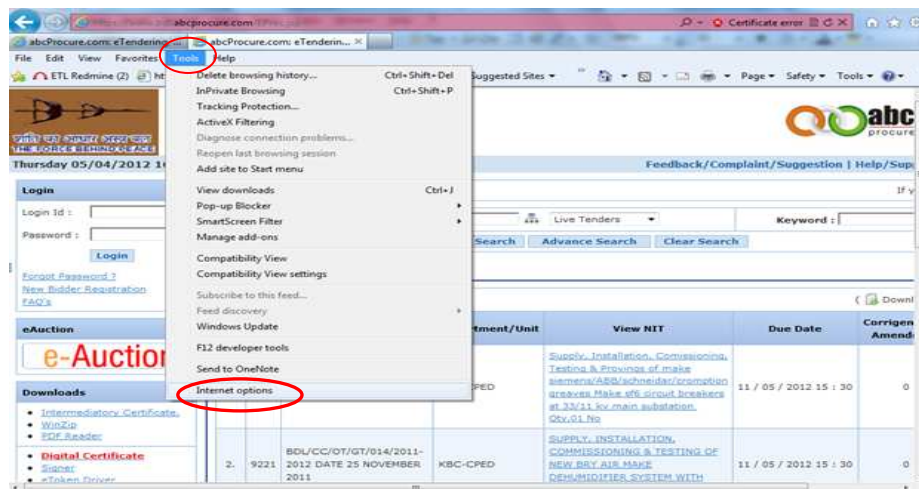 abcprocure.com
Certificate error
abcProcure.com: eTendering ...
abcProcure.com: eTenderin... ×
File Edit View Favorites Tools Help
ETL Redmine (2)
Suggested Sites
Page Safety Tools
Delete browsing history... Ctrl+Shift+Del
InPrivate Browsing Ctrl+Shift+P
Tracking Protection...
ActiveX Filtering
Diagnose connection problems...
Reopen last browsing session
Add site to Start menu
View downloads Ctrl+J
Pop-up Blocker
SmartScreen Filter
Manage add-ons
Compatibility View
Compatibility View settings
Subscribe to this feed...
Feed discovery
Windows Update
F12 developer tools
Send to OneNote
Internet options
THE FORCE BEHIND PEACE
abc
procure
Thursday 05/04/2012 1
Feedback/Complaint/Suggestion | Help/Sup
Login
Login Id :
Password :
Login
Forgot Password ?
New Bidder Registration
FAQ's
If y
Live Tenders
Keyword :
Search Advance Search Clear Search
( Downl
eAuction
e-Auction
Downloads
• Intermediatory Certificate.
• WinZip
• PDF Reader
• Digital Certificate
• Signer
• eToken Driver
tment/Unit View NIT Due Date Corrigen
Amend
PED
Supply, Installation, Comissioning,
Testing & Provings of make
siemens/ABB/schneidar/crompton
greaves Make sf6 circuit breakers
at 33/11 kv main substation.
Qty.01 No
11 / 05 / 2012 15 : 30
0
2. 9221
BDL/CC/OT/GT/014/2011-
2012 DATE 25 NOVEMBER
2011
KBC-CPED
SUPPLY, INSTALLATION,
COMMISSIONING & TESTING OF
NEW BRY AIR MAKE
DEHUMIDIFIER SYSTEM WITH
11 / 05 / 2012 15 : 30
0